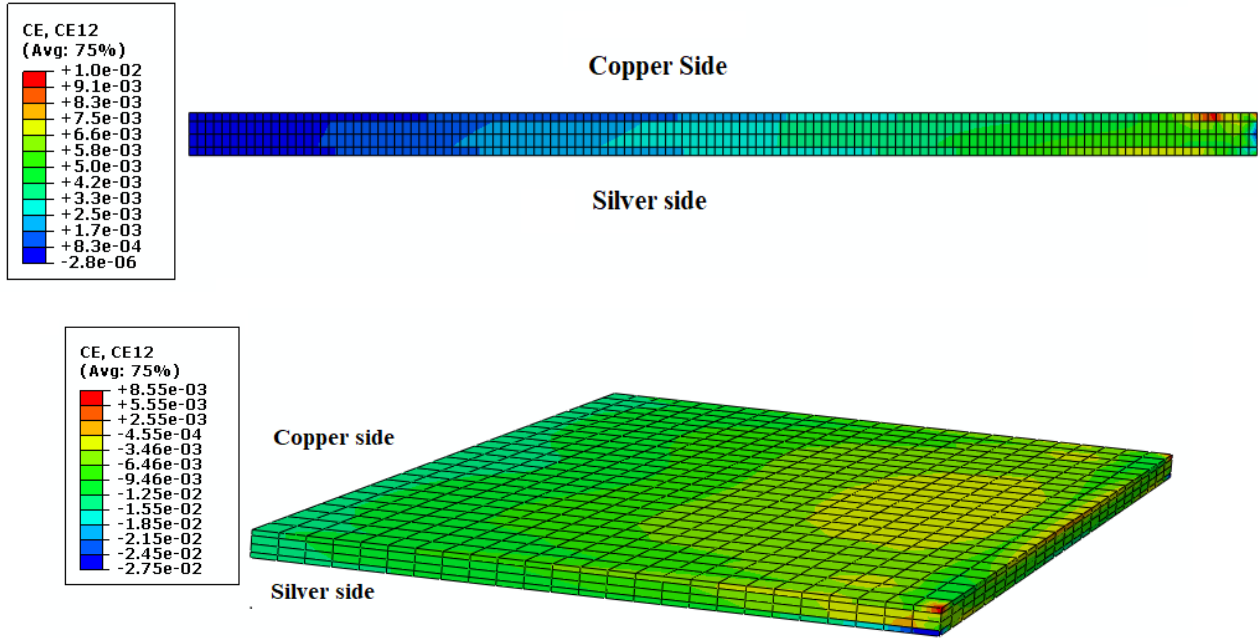 CE, CE12
(Avg: 75%)
+1.0e-02
+9.1e-03
+8.3e-03
+7.5e-03
+6.6e-03
+5.8e-03
+5.0e-03
+4.2e-03
+3.3e-03
+2.5e-03
+1.7e-03
+8.3e-04
-2.8e-06
Copper Side
Silver side
CE, CE12
(Avg: 75%)
+8.55e-03
+5.55e-03
+2.55e-03
-4.55e-04
-3.46e-03
-6.46e-03
-9.46e-03
-1.25e-02
-1.55e-02
-1.85e-02
-2.15e-02
-2.45e-02
-2.75e-02
Copper side
Silver side